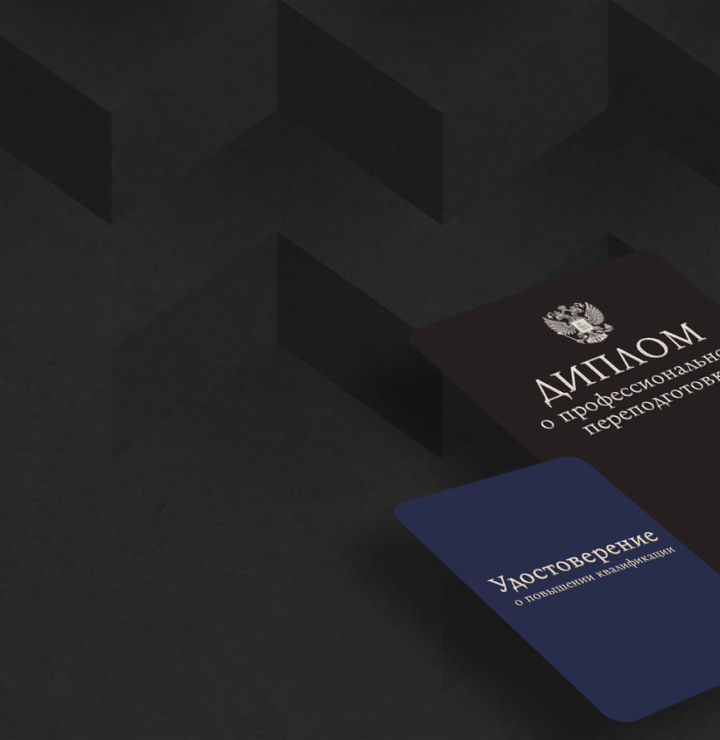 ДИПЛОМ
о профессионально
переподготовк
Удостоверение
о повышении квалификации